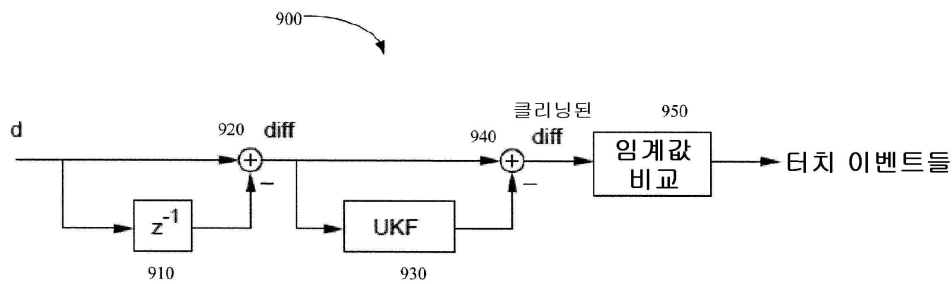 900
클리닝된
950
d
920
diff
940
diff
임계값
비교
터치 이벤트들
−
−
z⁻¹
UKF
910
930